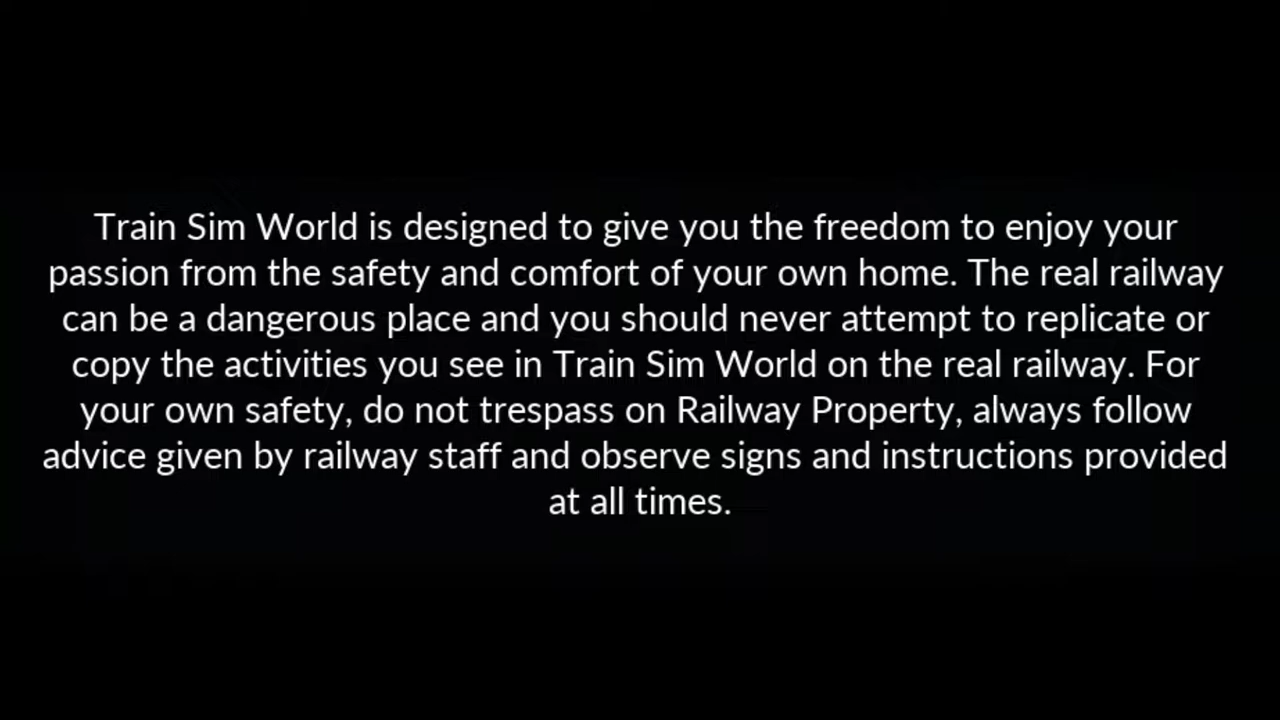 Train Sim World is designed to give you the freedom to enjoy your
passion from the safety and comfort of your own home. The real railway
can be a dangerous place and you should never attempt to replicate or
copy the activities you see in Train Sim World on the real railway. For
your own safety, do not trespass on Railway Property, always follow
advice given by railway staff and observe signs and instructions provided
at all times.